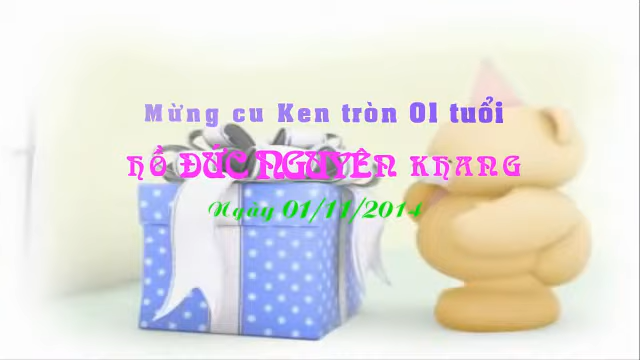 Mừng cu Ken tròn 01 tuổi
HỒ ĐỨC NGUYÊN KHANG
Ngày 01/11/2014